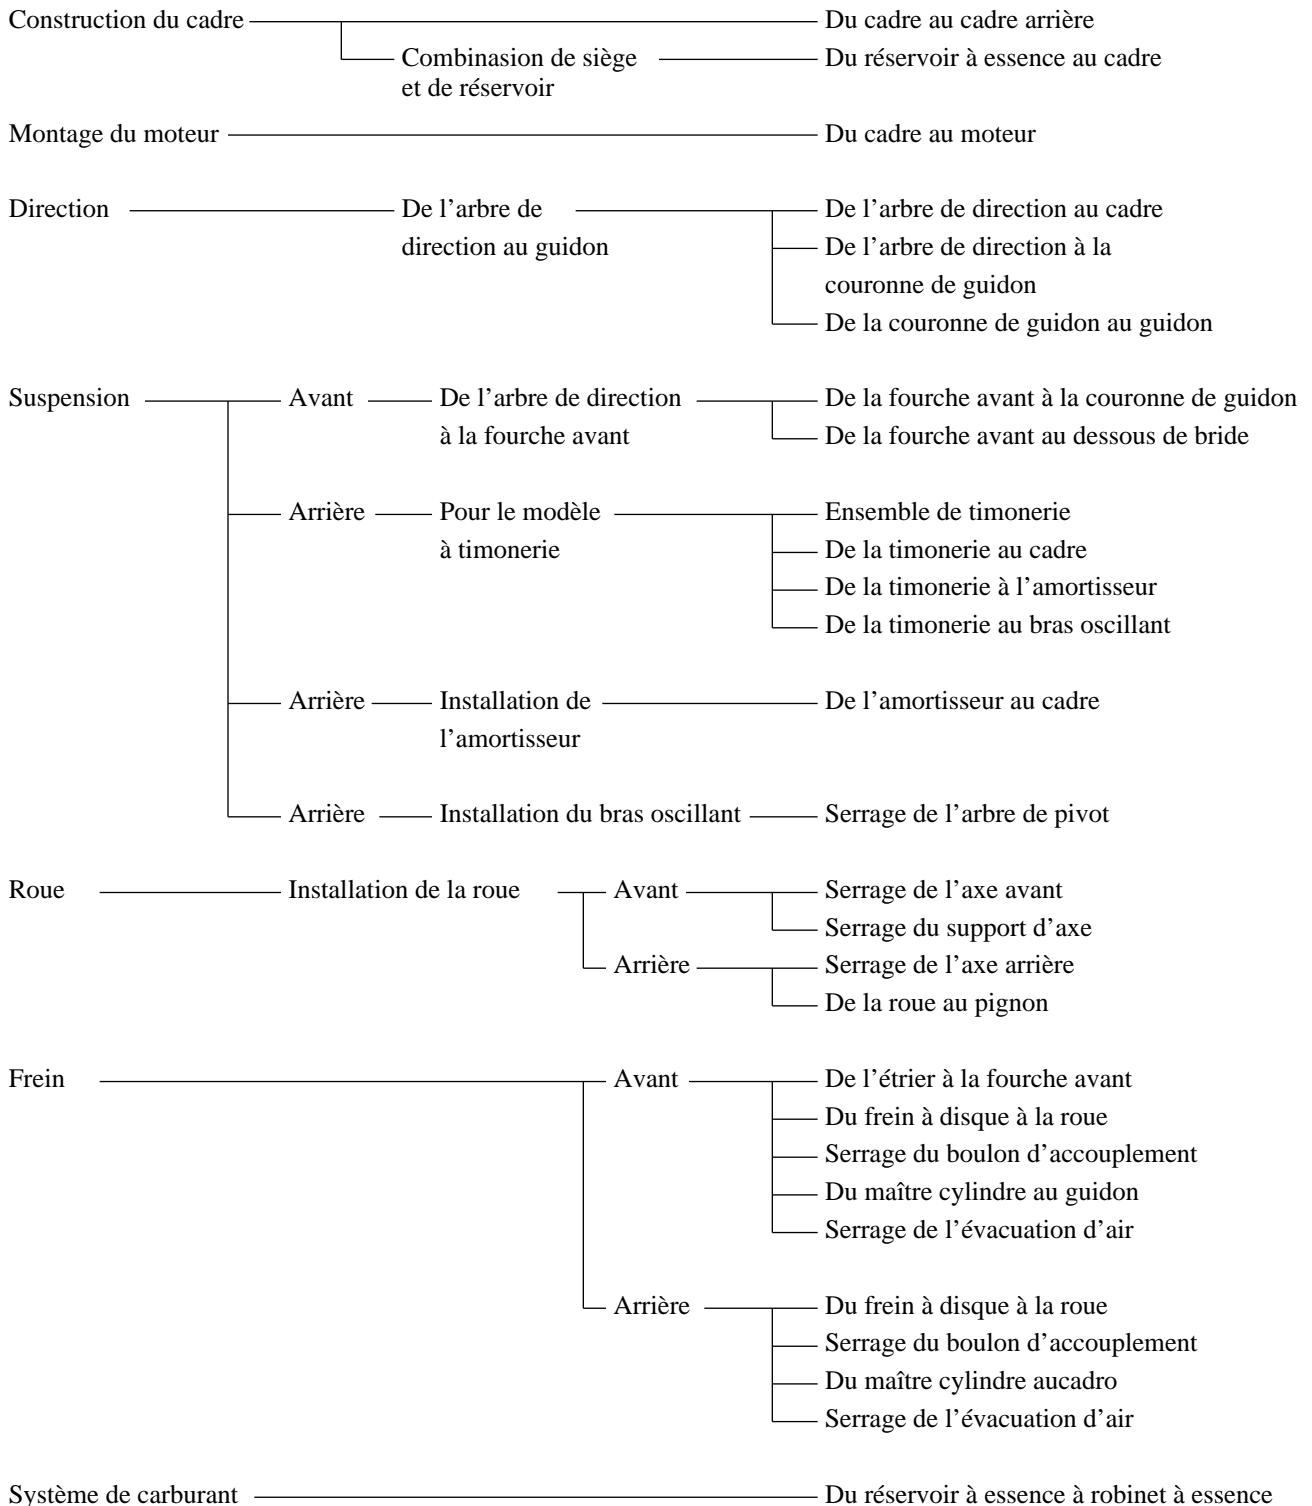 Construction du cadre
Du cadre au cadre arrière
Combinasion de siège
et de réservoir
Du réservoir à essence au cadre
Montage du moteur
Du cadre au moteur
Direction
De l’arbre de
direction au guidon
De l’arbre de direction au cadre
De l’arbre de direction à la
couronne de guidon
De la couronne de guidon au guidon
Suspension
Avant
De l’arbre de direction
à la fourche avant
De la fourche avant à la couronne de guidon
De la fourche avant au dessous de bride
Arrière
Pour le modèle
à timonerie
Ensemble de timonerie
De la timonerie au cadre
De la timonerie à l’amortisseur
De la timonerie au bras oscillant
Arrière
Installation de
l’amortisseur
De l’amortisseur au cadre
Arrière
Installation du bras oscillant
Serrage de l’arbre de pivot
Roue
Installation de la roue
Avant
Serrage de l’axe avant
Serrage du support d’axe
Arrière
Serrage de l’axe arrière
De la roue au pignon
Frein
Avant
De l’étrier à la fourche avant
Du frein à disque à la roue
Serrage du boulon d’accouplement
Du maître cylindre au guidon
Serrage de l’évacuation d’air
Arrière
Du frein à disque à la roue
Serrage du boulon d’accouplement
Du maître cylindre aucadro
Serrage de l’évacuation d’air
Système de carburant
Du réservoir à essence à robinet à essence